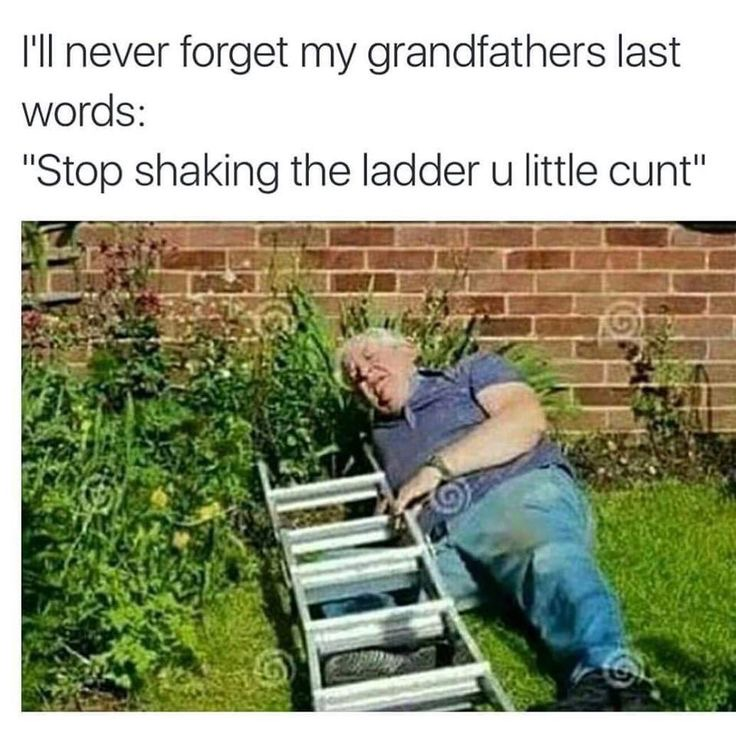 I'll never forget my grandfathers last
words:
"Stop shaking the ladder u little cunt"